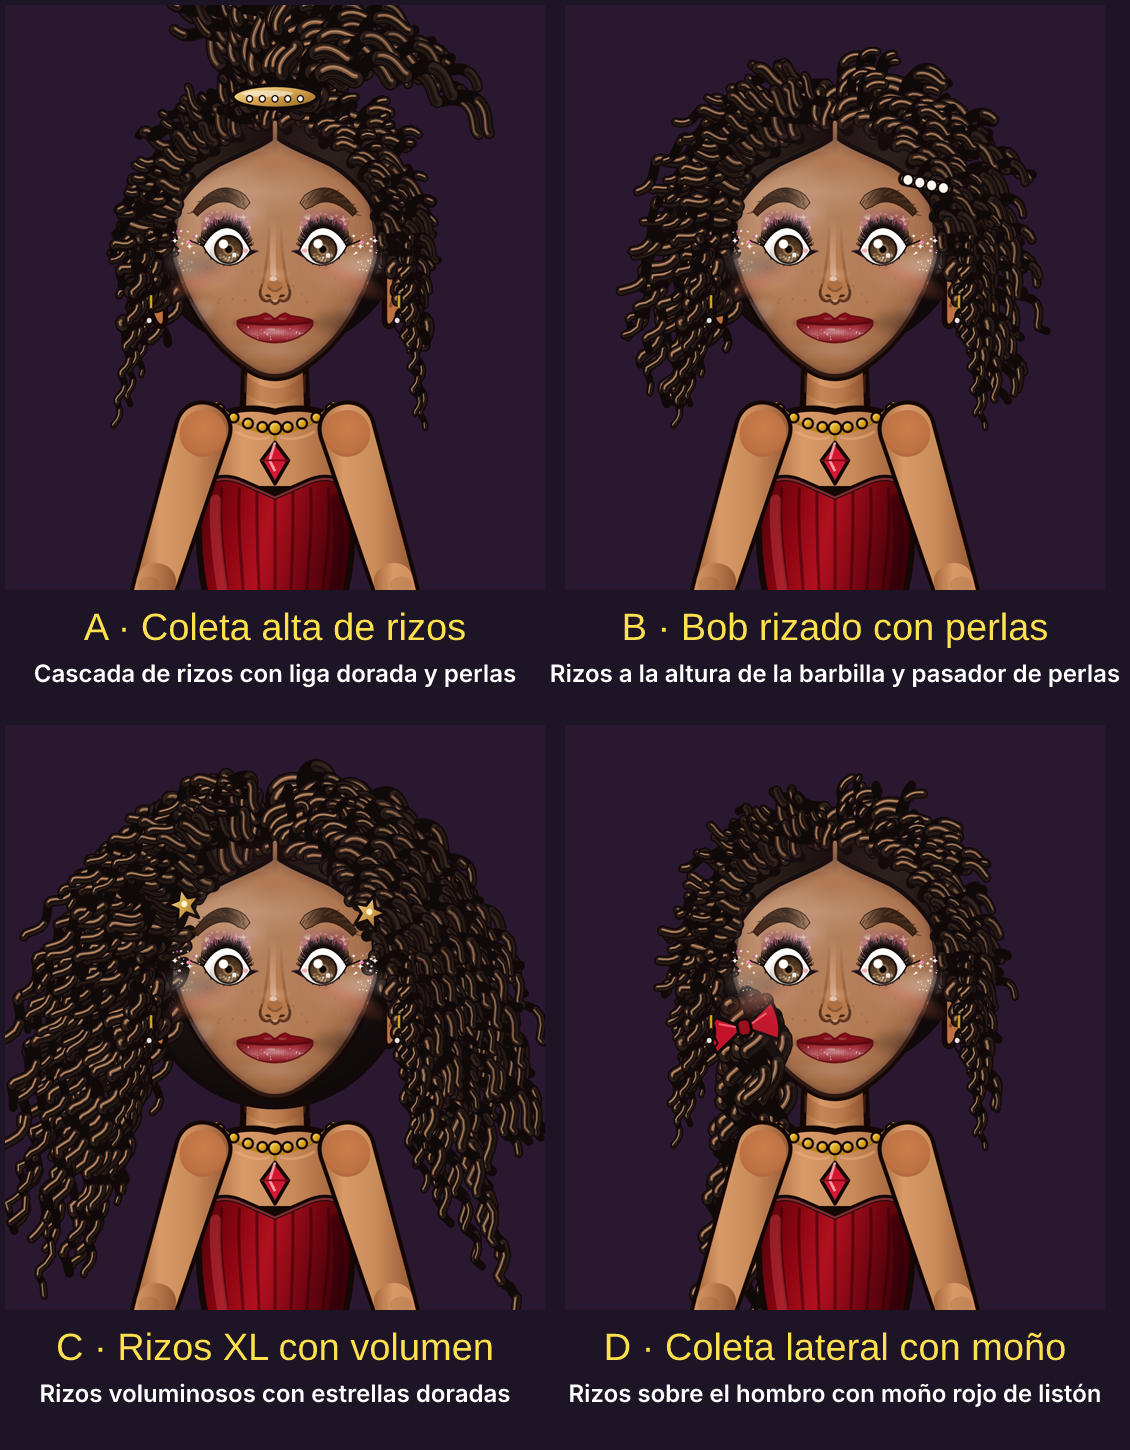 A · Coleta alta de rizos
Cascada de rizos con liga dorada y perlas
B · Bob rizado con perlas
Rizos a la altura de la barbilla y pasador de perlas
C · Rizos XL con volumen
Rizos voluminosos con estrellas doradas
D · Coleta lateral con moño
Rizos sobre el hombro con moño rojo de listón